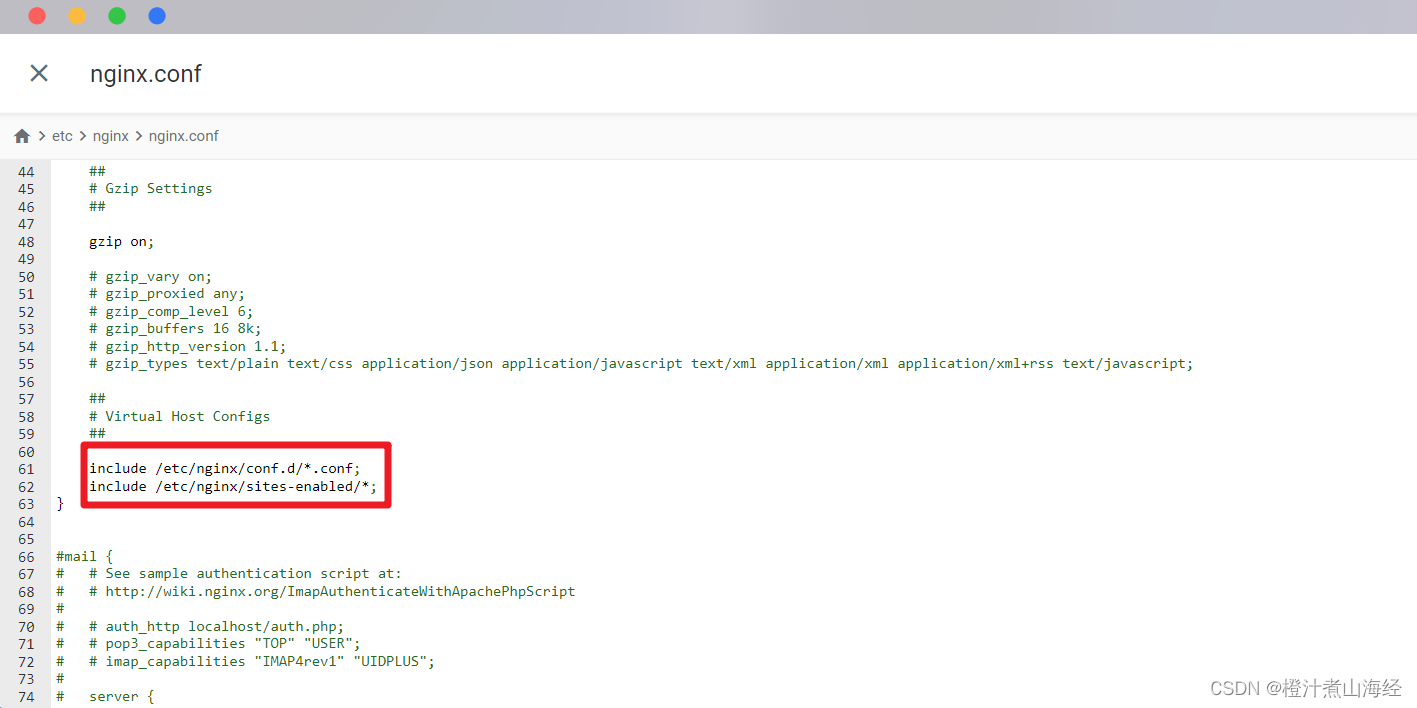 nginx.conf
etc nginx nginx.conf
44 ##
45 # Gzip Settings
46 ##
47
48 gzip on;
49
50 # gzip_vary on;
51 # gzip_proxied any;
52 # gzip_comp_level 6;
53 # gzip_buffers 16 8k;
54 # gzip_http_version 1.1;
55 # gzip_types text/plain text/css application/json application/javascript text/xml application/xml application/xml+rss text/javascript;
56
57 ##
58 # Virtual Host Configs
59 ##
60
61 include /etc/nginx/conf.d/*.conf;
62 include /etc/nginx/sites-enabled/*;
63 }
64
65
66 #mail {
67 # # See sample authentication script at:
68 # # http://wiki.nginx.org/ImapAuthenticateWithApachePhpScript
69 #
70 # # auth_http localhost/auth.php;
71 # # pop3_capabilities "TOP" "USER";
72 # # imap_capabilities "IMAP4rev1" "UIDPLUS";
73 #
74 # server {
CSDN @橙汁煮山海经